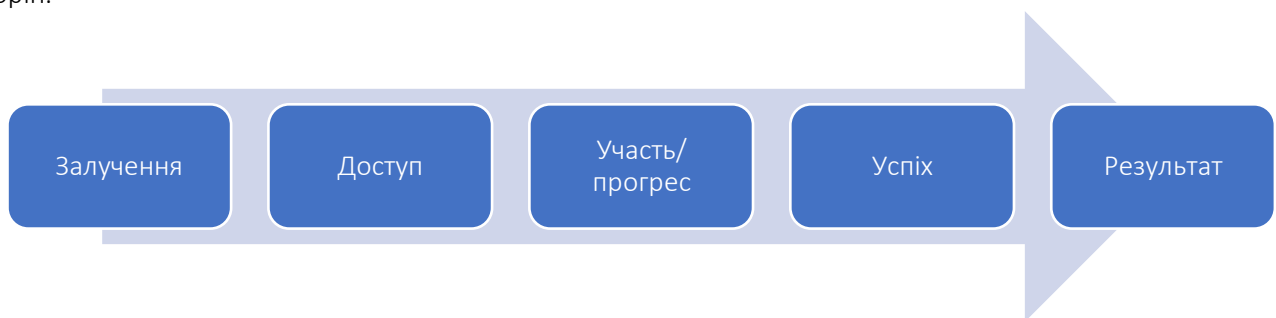 Залучення
Доступ
Участь/
прогрес
Успіх
Результат